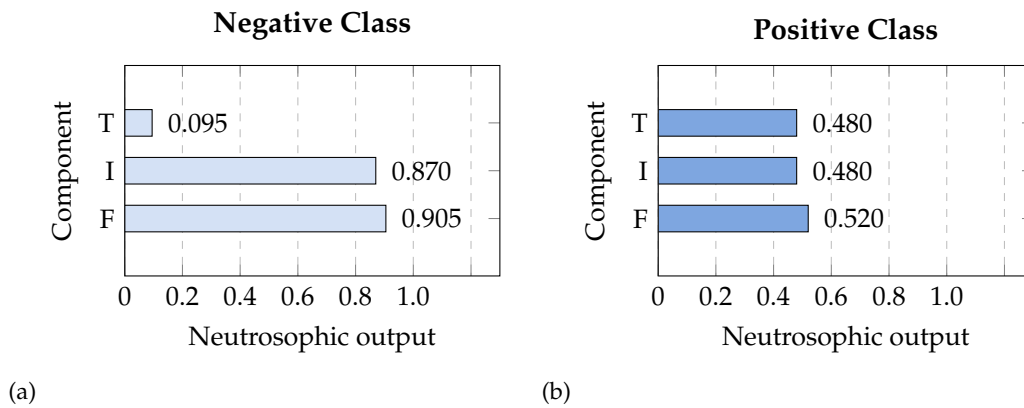 Negative Class
Component
T 0.095
I 0.870
F 0.905
0 0.2 0.4 0.6 0.8 1.0
Neutrosophic output
(a)
Positive Class
Component
T 0.480
I 0.480
F 0.520
0 0.2 0.4 0.6 0.8 1.0
Neutrosophic output
(b)